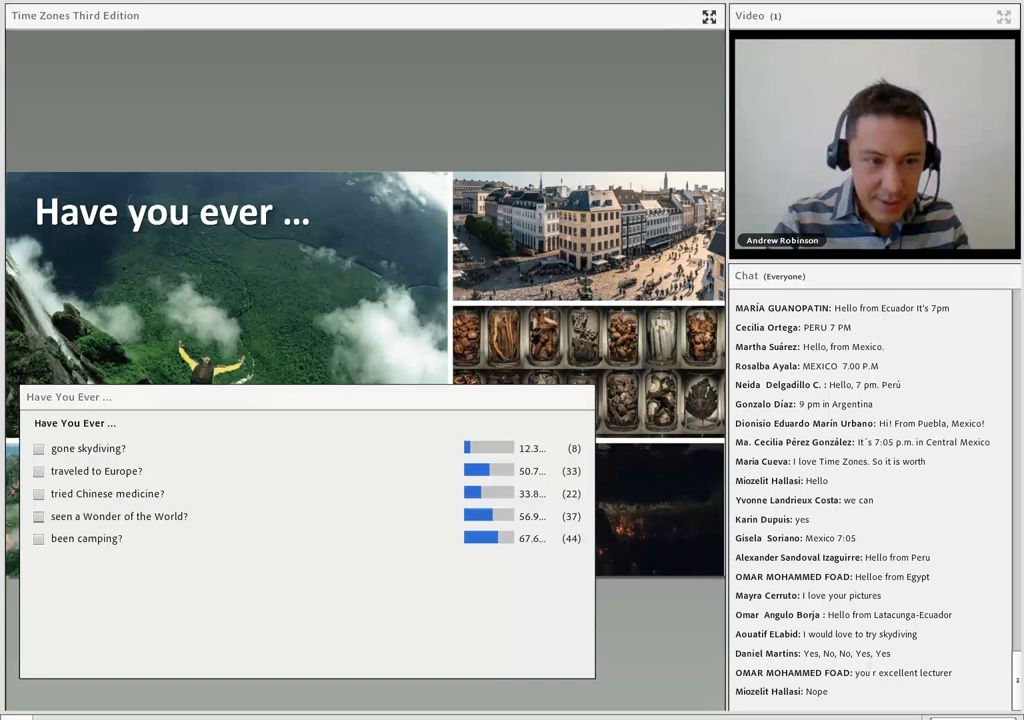 Time Zones Third Edition
Have you ever ...
Have You Ever ...
Have You Ever ...
gone skydiving? 12.3... (8)
traveled to Europe? 50.7... (33)
tried Chinese medicine? 33.8... (22)
seen a Wonder of the World? 56.9... (37)
been camping? 67.6... (44)
Video (1)
Andrew Robinson
Chat (Everyone)
MARÍA GUANOPATIN: Hello from Ecuador It's 7pm
Cecilia Ortega: PERU 7 PM
Martha Suárez: Hello, from Mexico.
Rosalba Ayala: MEXICO 7.00 P.M
Neida Delgadillo C. : Hello, 7 pm. Perú
Gonzalo Díaz: 9 pm in Argentina
Dionisio Eduardo Marín Urbano: Hi! From Puebla, Mexico!
Ma. Cecilia Pérez González: It´s 7:05 p.m. in Central Mexico
Maria Cueva: I love Time Zones. So it is worth
Miozelit Hallasi: Hello
Yvonne Landrieux Costa: we can
Karin Dupuis: yes
Gisela Soriano: Mexico 7:05
Alexander Sandoval Izaguirre: Hello from Peru
OMAR MOHAMMED FOAD: Helloe from Egypt
Mayra Cerruto: I love your pictures
Omar Angulo Borja : Hello from Latacunga-Ecuador
Aouatif ELabid: I would love to try skydiving
Daniel Martins: Yes, No, No, Yes, Yes
OMAR MOHAMMED FOAD: you r excellent lecturer
Miozelit Hallasi: Nope